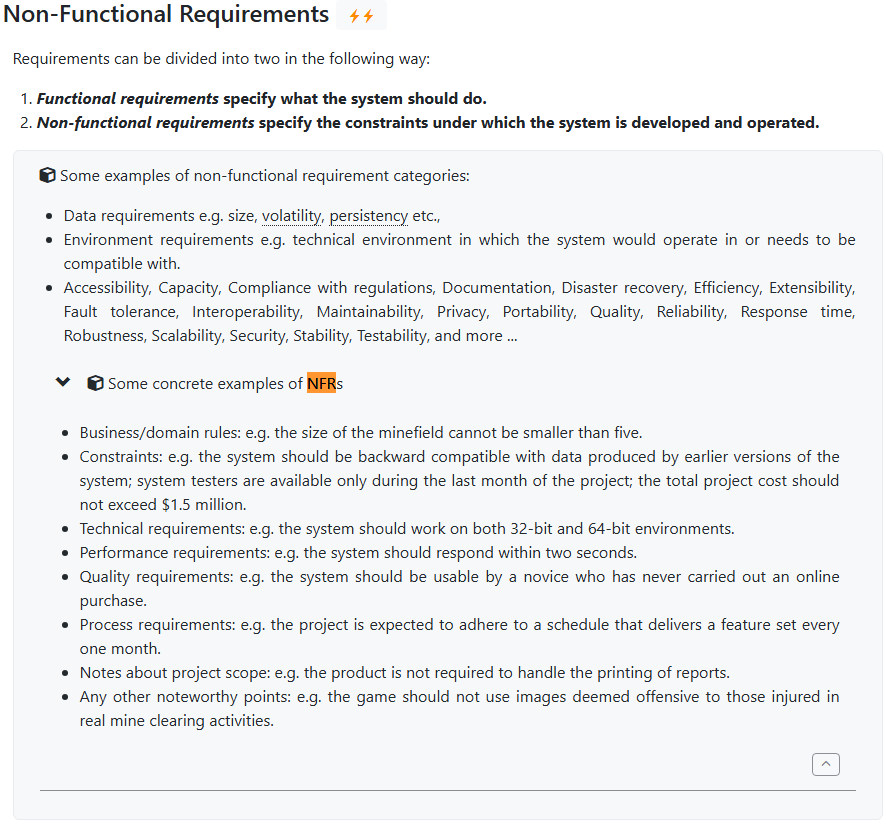 Non-Functional Requirements
Requirements can be divided into two in the following way:
1. Functional requirements specify what the system should do.
2. Non-functional requirements specify the constraints under which the system is developed and operated.
Some examples of non-functional requirement categories:
• Data requirements e.g. size, volatility, persistency etc.,
• Environment requirements e.g. technical environment in which the system would operate in or needs to be
compatible with.
• Accessibility, Capacity, Compliance with regulations, Documentation, Disaster recovery, Efficiency, Extensibility,
Fault tolerance, Interoperability, Maintainability, Privacy, Portability, Quality, Reliability, Response time,
Robustness, Scalability, Security, Stability, Testability, and more ...
Some concrete examples of NFRs
• Business/domain rules: e.g. the size of the minefield cannot be smaller than five.
• Constraints: e.g. the system should be backward compatible with data produced by earlier versions of the
system; system testers are available only during the last month of the project; the total project cost should
not exceed $1.5 million.
• Technical requirements: e.g. the system should work on both 32-bit and 64-bit environments.
• Performance requirements: e.g. the system should respond within two seconds.
• Quality requirements: e.g. the system should be usable by a novice who has never carried out an online
purchase.
• Process requirements: e.g. the project is expected to adhere to a schedule that delivers a feature set every
one month.
• Notes about project scope: e.g. the product is not required to handle the printing of reports.
• Any other noteworthy points: e.g. the game should not use images deemed offensive to those injured in
real mine clearing activities.